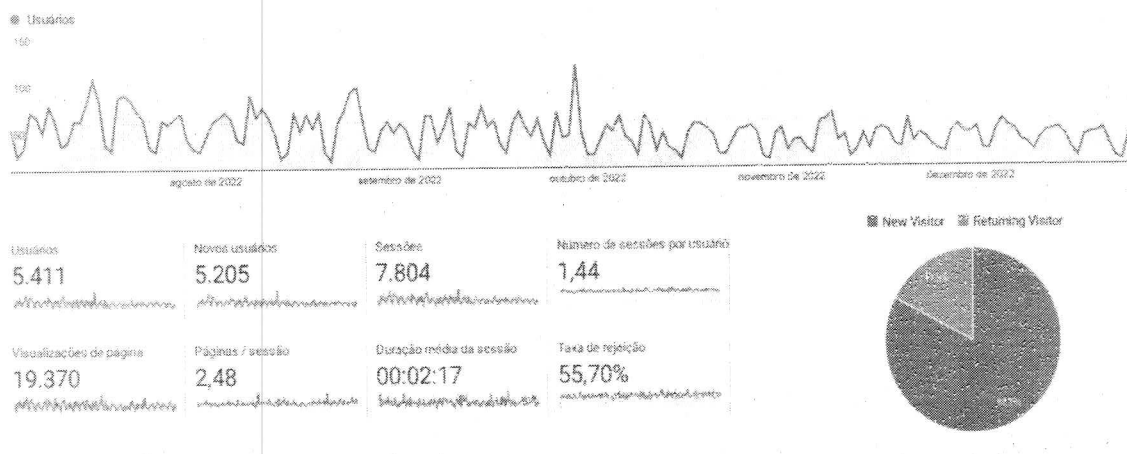 Usuários
150
100
50
agosto de 2022
setembro de 2022
outubro de 2022
novembro de 2022
dezembro de 2022
New Visitor
Returning Visitor
Usuários
5.411
Novos usuários
5.205
Sessões
7.804
Número de sessões por usuário
1,44
Visualizações de página
19.370
Páginas / sessão
2,48
Duração média da sessão
00:02:17
Taxa de rejeição
55,70%